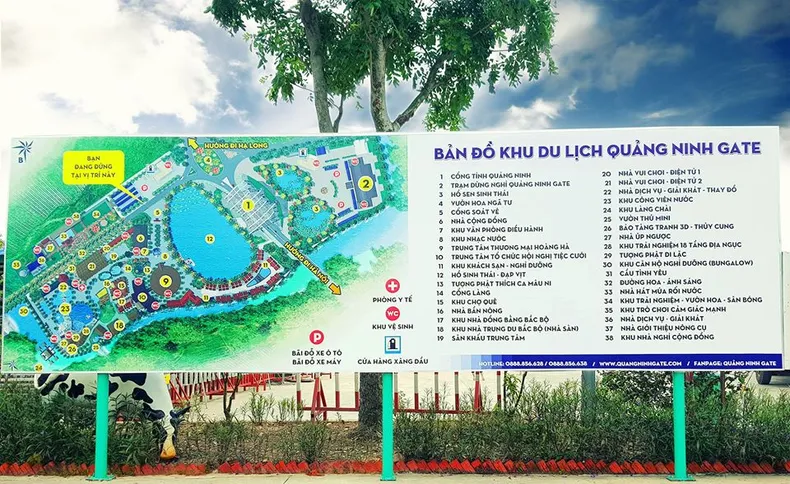 BẢN ĐỒ KHU DU LỊCH QUẢNG NINH GATE
HƯỚNG ĐI HẠ LONG
B
BẠN
ĐANG ĐỨNG
TẠI VỊ TRÍ NÀY
HƯỚNG ĐI HÀ NỘI
PHÒNG Y TẾ
WC
KHU VỆ SINH
P
BÃI ĐỖ XE Ô TÔ
BÃI ĐỖ XE MÁY
CỬA HÀNG XĂNG DẦU
1 CỔNG TỈNH QUẢNG NINH
2 TRẠM DỪNG NGHỈ QUẢNG NINH GATE
3 HỒ SEN SINH THÁI
4 VƯỜN HOA NGÃ TƯ
5 CỔNG SOÁT VÉ
6 NHÀ CỘNG ĐỒNG
7 KHU VĂN PHÒNG ĐIỀU HÀNH
8 KHU NHẠC NƯỚC
9 TRUNG TÂM THƯƠNG MẠI HOÀNG HÀ
10 TRUNG TÂM TỔ CHỨC HỘI NGHỊ TIỆC CƯỚI
11 KHU KHÁCH SẠN - NGHỈ DƯỠNG
12 HỒ SINH THÁI - ĐẠP VỊT
13 TƯỢNG PHẬT THÍCH CA MÂU NI
14 CỔNG LÀNG
15 KHU CHỢ QUÊ
16 NHÀ BÁN NÓNG
17 KHU NHÀ ĐỒNG BẰNG BẮC BỘ
18 KHU NHÀ TRUNG DU BẮC BỘ (NHÀ SÀN)
19 SÂN KHẤU TRUNG TÂM
20 NHÀ VUI CHƠI - ĐIỆN TỬ 1
21 NHÀ VUI CHƠI - ĐIỆN TỬ 2
22 NHÀ DỊCH VỤ - GIẢI KHÁT - THAY ĐỒ
23 KHU CÔNG VIÊN NƯỚC
24 KHU LÀNG CHÀI
25 VƯỜN THÚ MINI
26 BẢO TÀNG TRANH 3D - THỦY CUNG
27 NHÀ ÚP NGƯỢC
28 KHU TRẢI NGHIỆM 18 TẦNG ĐỊA NGỤC
29 TƯỢNG PHẬT DI LẶC
30 KHU CĂN HỘ NGHỈ DƯỠNG (BUNGALOW)
31 CẦU TÌNH YÊU
32 ĐƯỜNG HOA - ÁNH SÁNG
33 NHÀ HÁT MÚA RỐI NƯỚC
34 KHU TRẢI NGHIỆM - VƯỜN HOA - SÂN BÓNG
35 KHU TRÒ CHƠI CẢM GIÁC MẠNH
36 NHÀ DỊCH VỤ - GIẢI KHÁT
37 NHÀ GIỚI THIỆU NÔNG CỤ
38 KHU NHÀ NGHỈ CỘNG ĐỒNG
HOTLINE: 0888.856.628 / 0888.856.638 / WWW.QUANGNINHGATE.COM / FANPAGE: QUẢNG NINH GATE